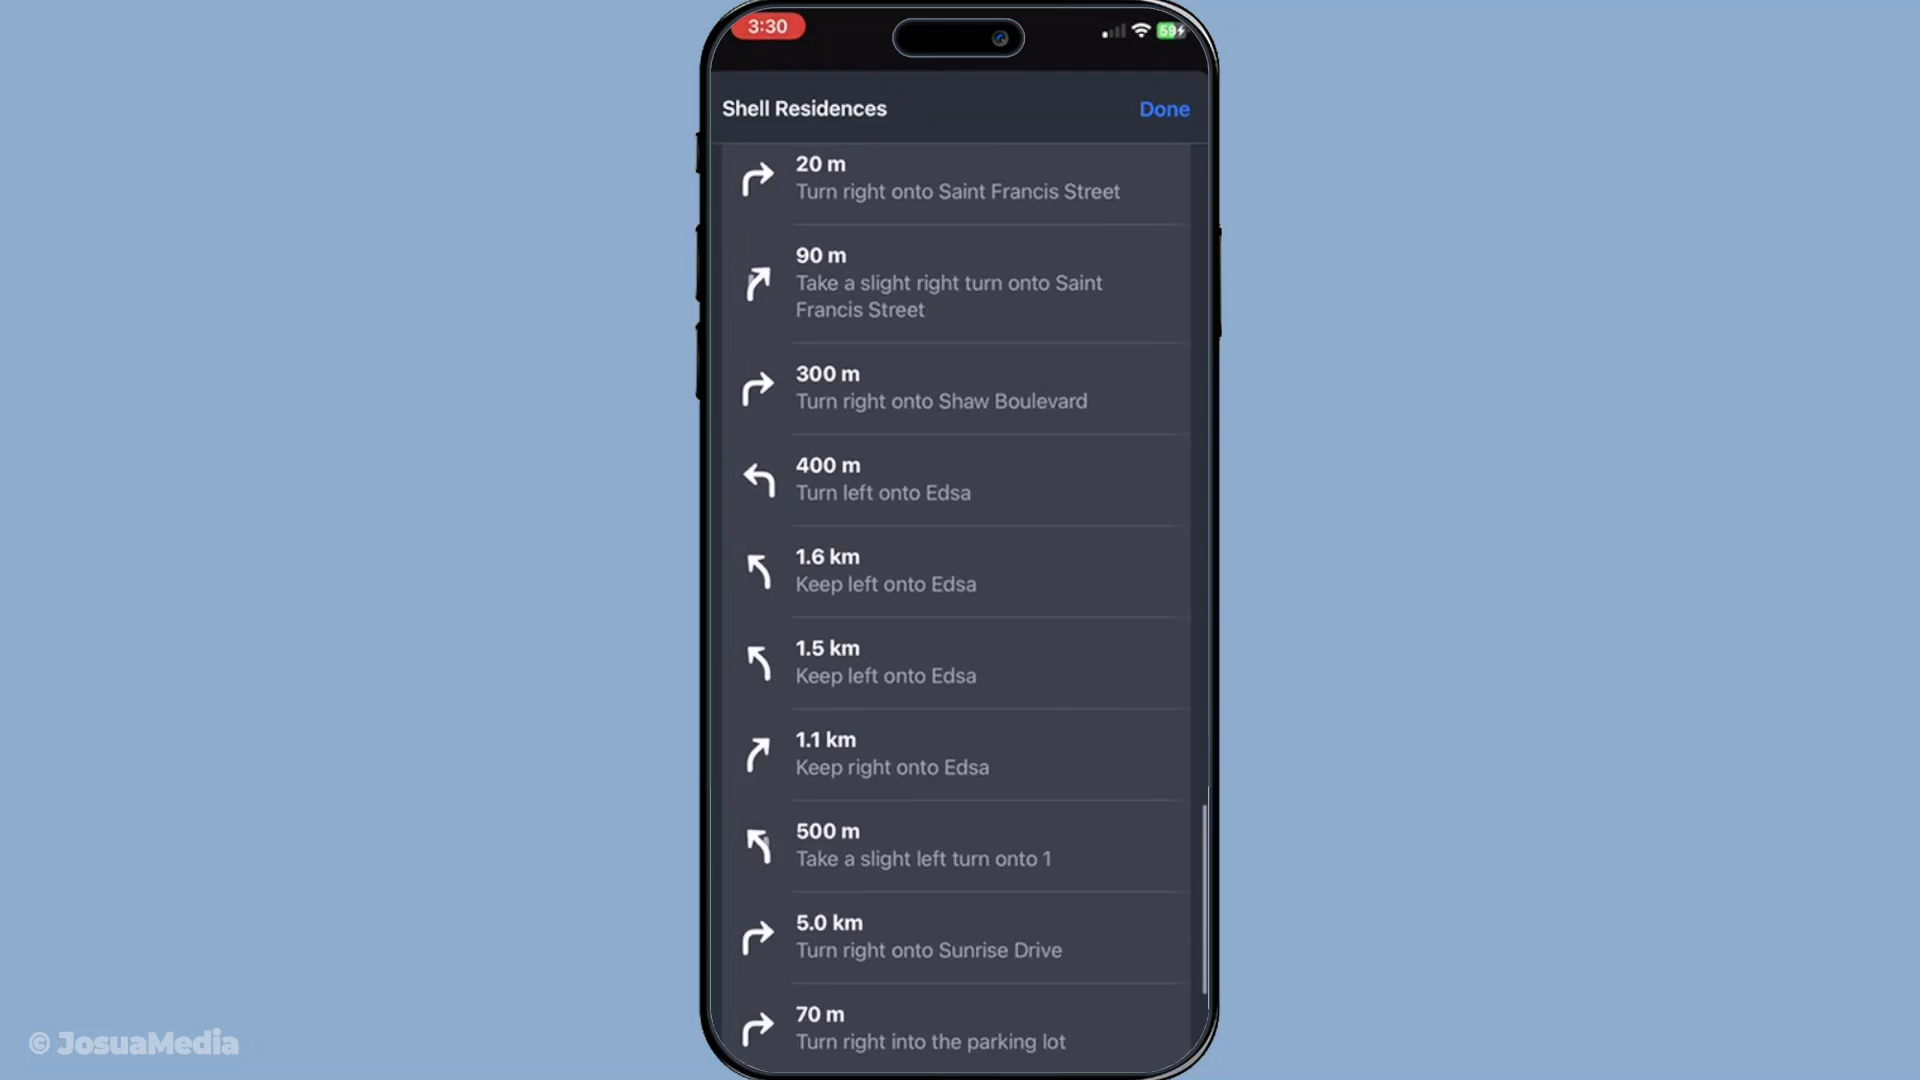 3:30
59
Shell Residences
Done
20 m
Turn right onto Saint Francis Street
90 m
Take a slight right turn onto Saint
Francis Street
300 m
Turn right onto Shaw Boulevard
400 m
Turn left onto Edsa
1.6 km
Keep left onto Edsa
1.5 km
Keep left onto Edsa
1.1 km
Keep right onto Edsa
500 m
Take a slight left turn onto 1
5.0 km
Turn right onto Sunrise Drive
70 m
Turn right into the parking lot
© JosuaMedia